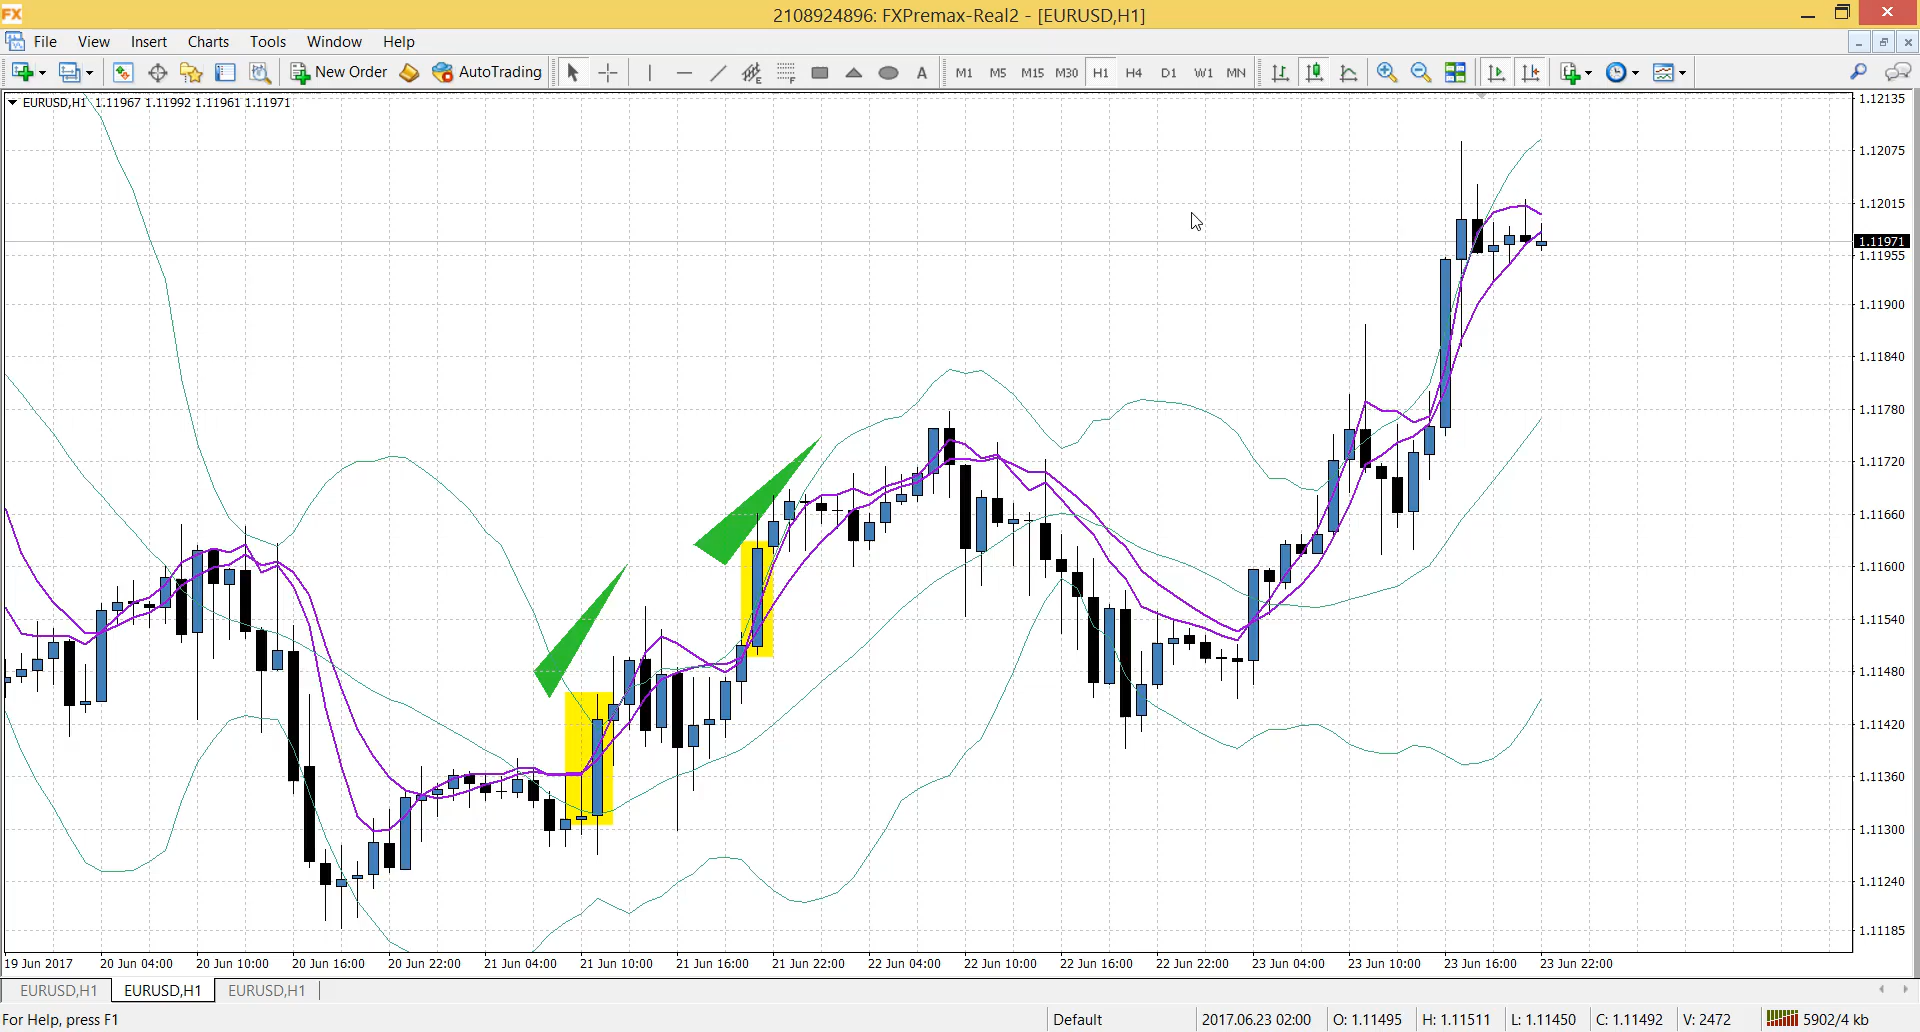 FX
2108924896: FXPremax-Real2 - [EURUSD,H1]
File View Insert Charts Tools Window Help
New Order AutoTrading E F A M1 M5 M15 M30 H1 H4 D1 W1 MN
EURUSD,H1 1.11967 1.11992 1.11961 1.11971
1.12135
1.12075
1.12015
1.11971
1.11955
1.11900
1.11840
1.11780
1.11720
1.11660
1.11600
1.11540
1.11480
1.11420
1.11360
1.11300
1.11240
1.11185
19 Jun 2017 20 Jun 04:00 20 Jun 10:00 20 Jun 16:00 20 Jun 22:00 21 Jun 04:00 21 Jun 10:00 21 Jun 16:00 21 Jun 22:00 22 Jun 04:00 22 Jun 10:00 22 Jun 16:00 22 Jun 22:00 23 Jun 04:00 23 Jun 10:00 23 Jun 16:00 23 Jun 22:00
EURUSD,H1 EURUSD,H1 EURUSD,H1
For Help, press F1 Default 2017.06.23 02:00 O: 1.11495 H: 1.11511 L: 1.11450 C: 1.11492 V: 2472 5902/4 kb